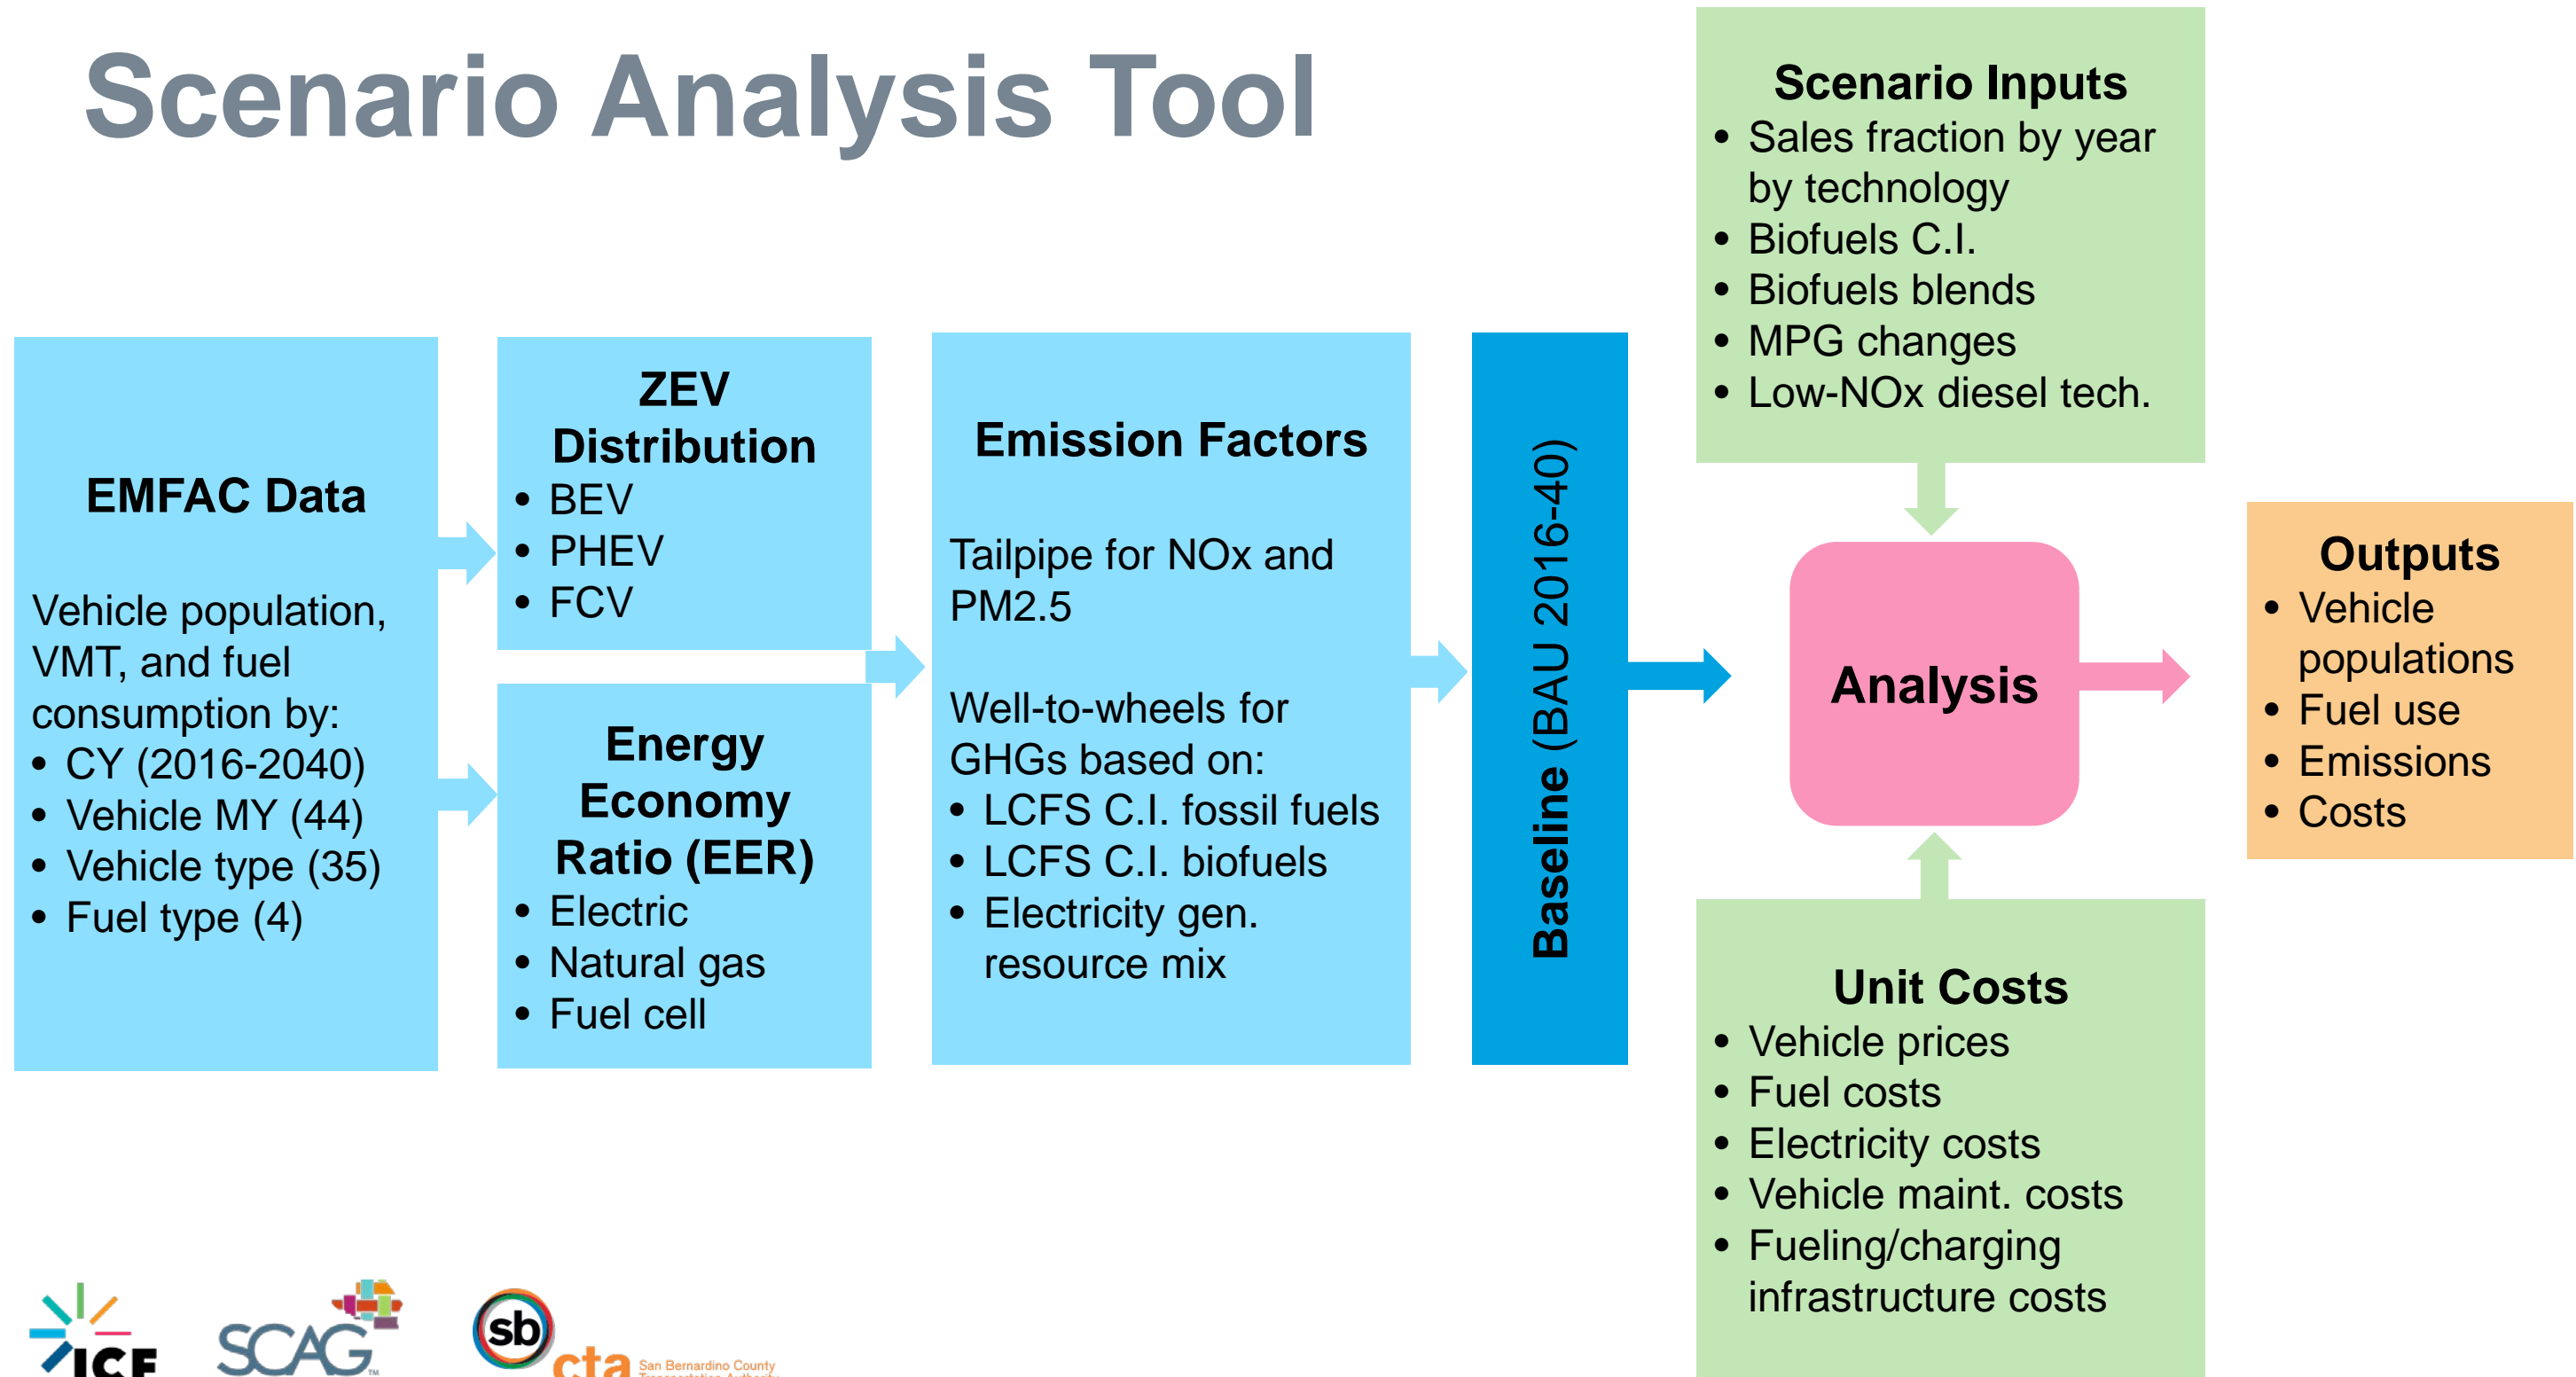 Scenario Analysis Tool
EMFAC Data
Vehicle population,
VMT, and fuel
consumption by:
• CY (2016-2040)
• Vehicle MY (44)
• Vehicle type (35)
• Fuel type (4)
ZEV
Distribution
• BEV
• PHEV
• FCV
Energy
Economy
Ratio (EER)
• Electric
• Natural gas
• Fuel cell
Emission Factors
Tailpipe for NOx and
PM2.5
Well-to-wheels for
GHGs based on:
• LCFS C.I. fossil fuels
• LCFS C.I. biofuels
• Electricity gen.
resource mix
Baseline (BAU 2016-40)
Scenario Inputs
• Sales fraction by year
by technology
• Biofuels C.I.
• Biofuels blends
• MPG changes
• Low-NOx diesel tech.
Analysis
Unit Costs
• Vehicle prices
• Fuel costs
• Electricity costs
• Vehicle maint. costs
• Fueling/charging
infrastructure costs
Outputs
• Vehicle
populations
• Fuel use
• Emissions
• Costs
ICF
SCAG™
sb
cta
San Bernardino County
Transportation Authority